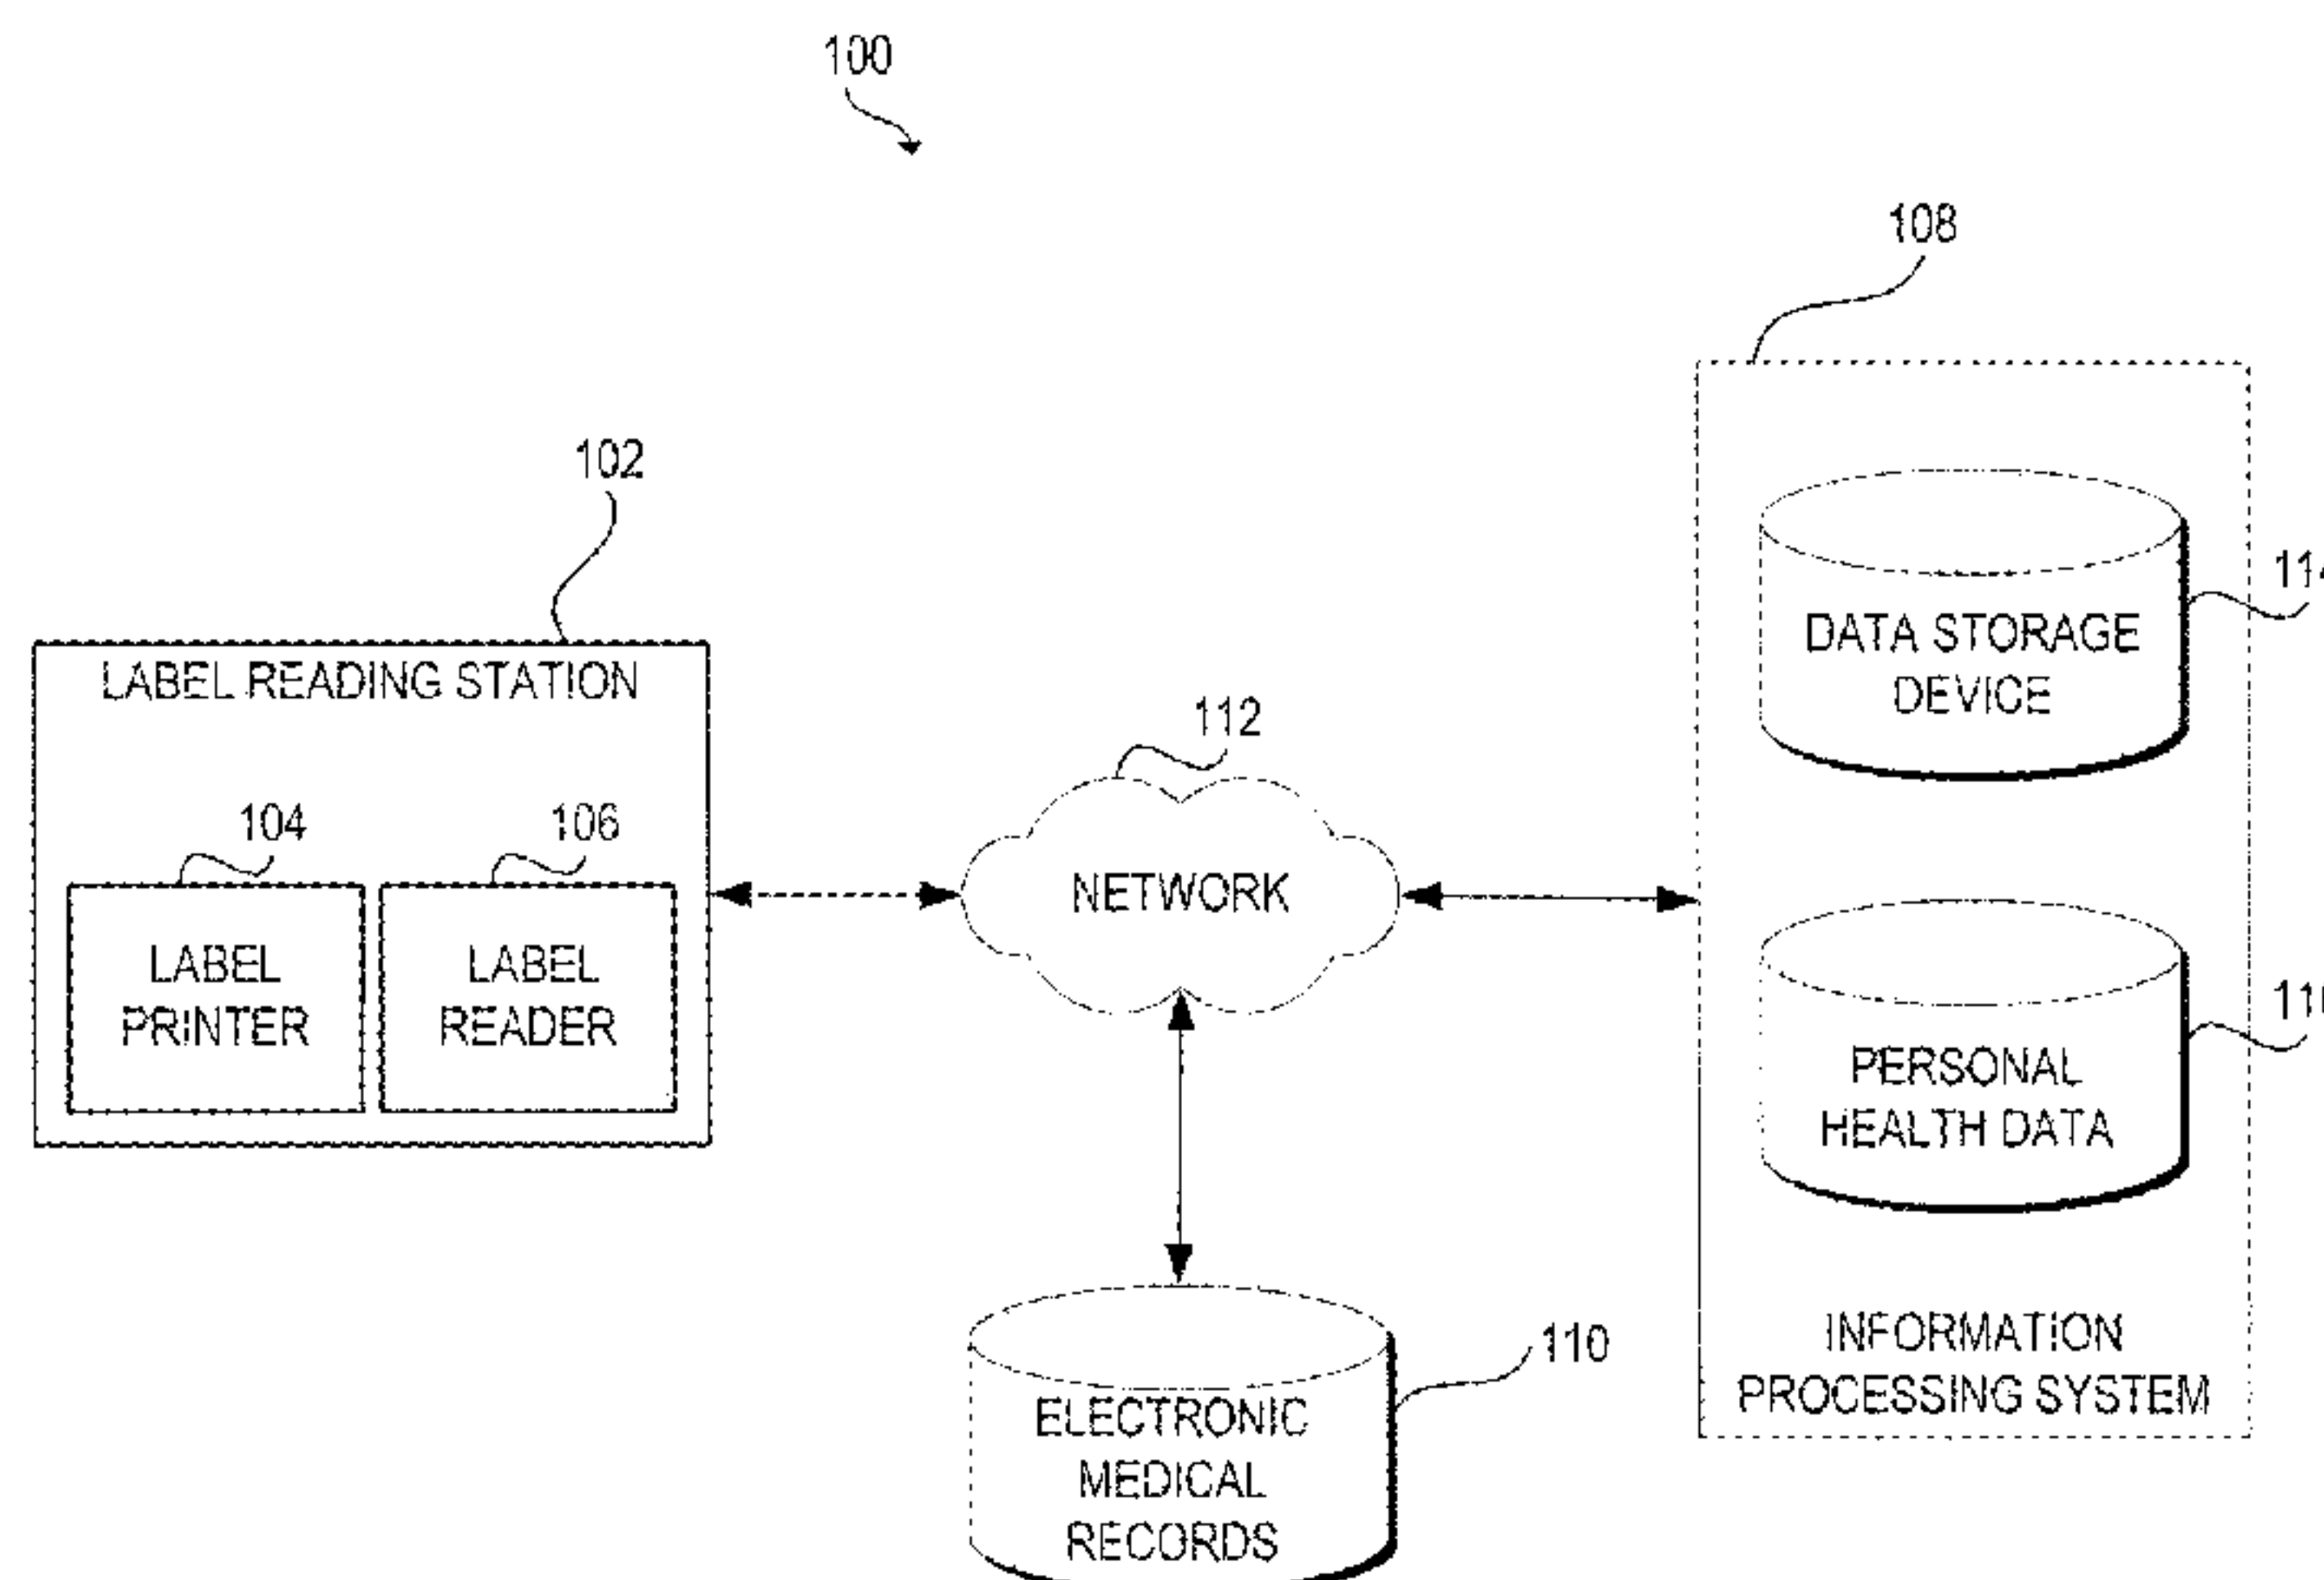 100
108
102
114
DATA STORAGE
DEVICE
LABEL READING STATION
112
104
106
NETWORK
LABEL
PRINTER
LABEL
READER
PERSONAL
HEALTH DATA
110
INFORMATION
PROCESSING SYSTEM
ELECTRONIC
MEDICAL
RECORDS